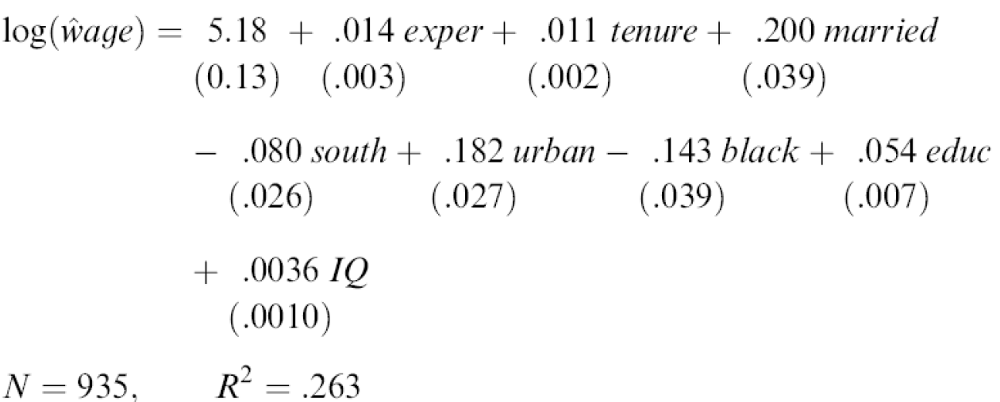 log(ŵage) = 5.18 + .014 exper + .011 tenure + .200 married
(0.13) (.003) (.002) (.039)
− .080 south + .182 urban − .143 black + .054 educ
(.026) (.027) (.039) (.007)
+ .0036 IQ
(.0010)
N = 935, R² = .263